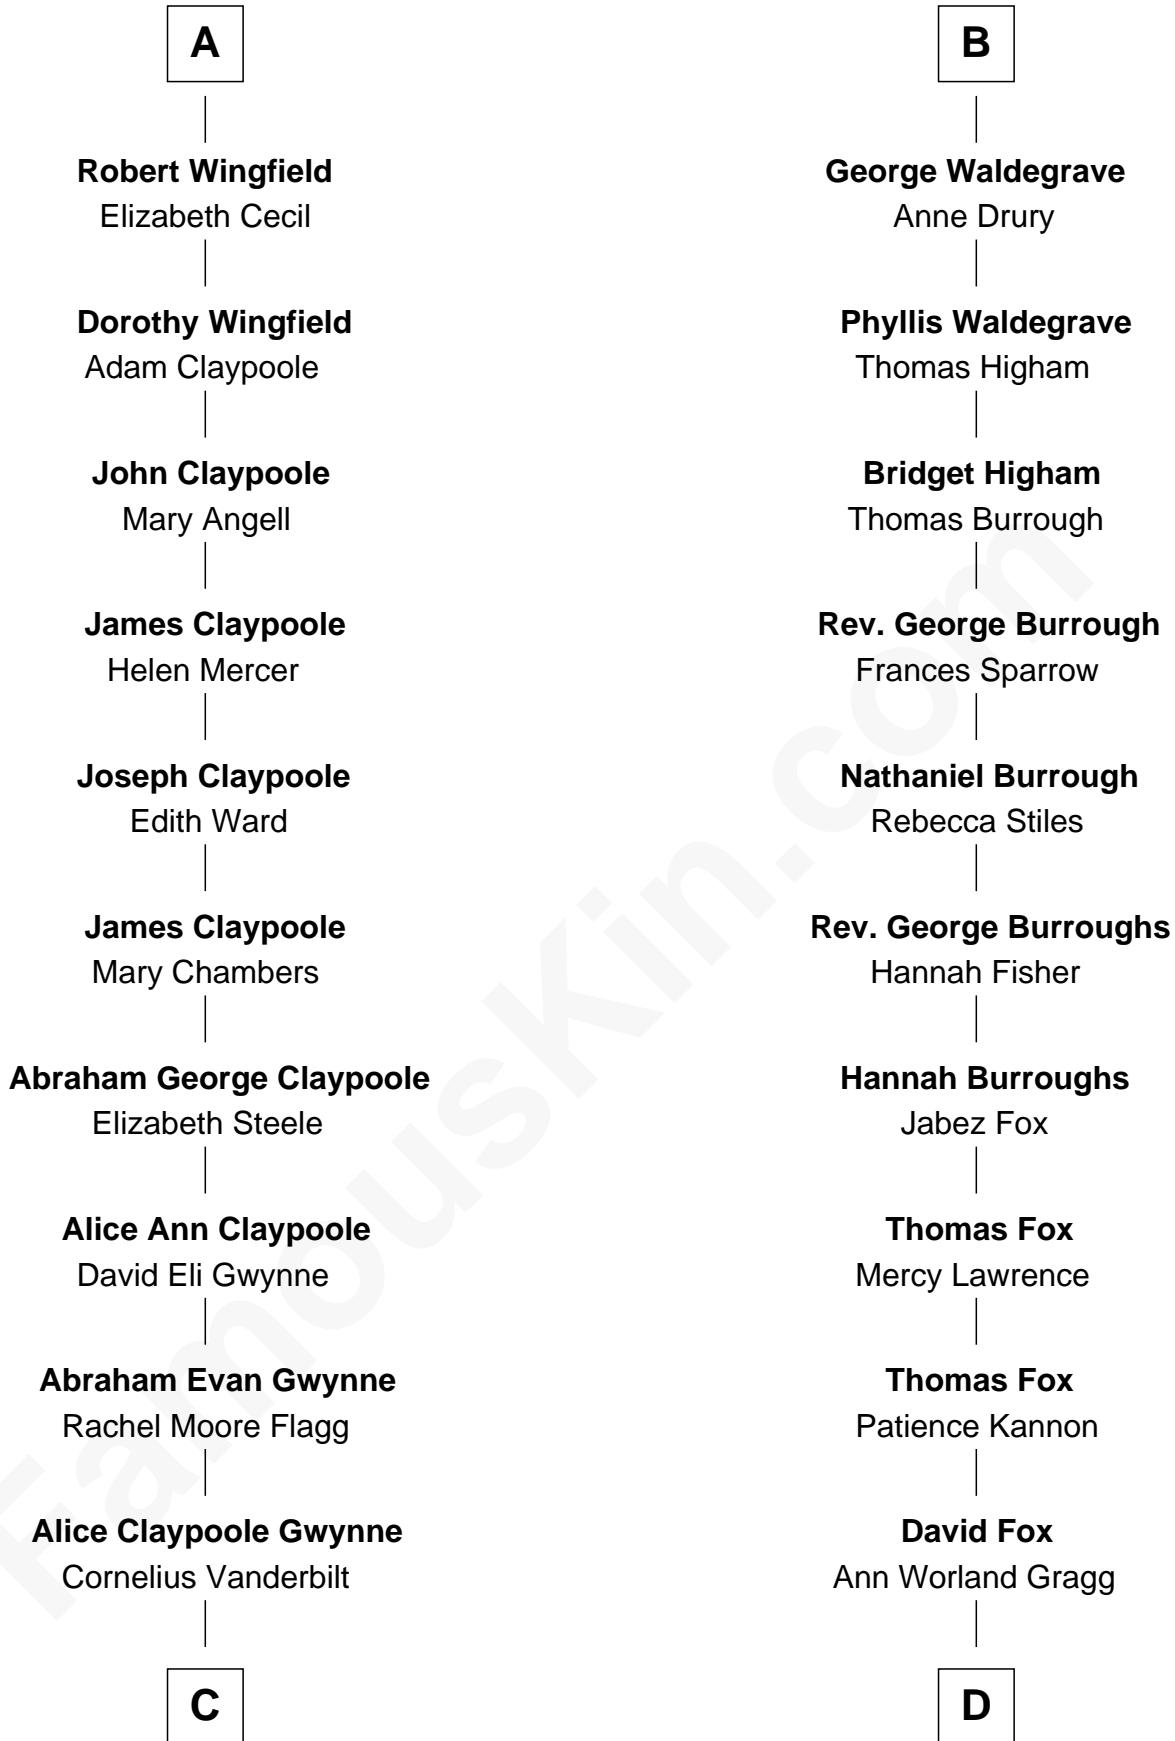 A
Robert Wingfield
Elizabeth Cecil
Dorothy Wingfield
Adam Claypoole
John Claypoole
Mary Angell
James Claypoole
Helen Mercer
Joseph Claypoole
Edith Ward
James Claypoole
Mary Chambers
Abraham George Claypoole
Elizabeth Steele
Alice Ann Claypoole
David Eli Gwynne
Abraham Evan Gwynne
Rachel Moore Flagg
Alice Claypoole Gwynne
Cornelius Vanderbilt
C
B
George Waldegrave
Anne Drury
Phyllis Waldegrave
Thomas Higham
Bridget Higham
Thomas Burrough
Rev. George Burrough
Frances Sparrow
Nathaniel Burrough
Rebecca Stiles
Rev. George Burroughs
Hannah Fisher
Hannah Burroughs
Jabez Fox
Thomas Fox
Mercy Lawrence
Thomas Fox
Patience Kannon
David Fox
Ann Worland Gragg
D
FamousKin.com